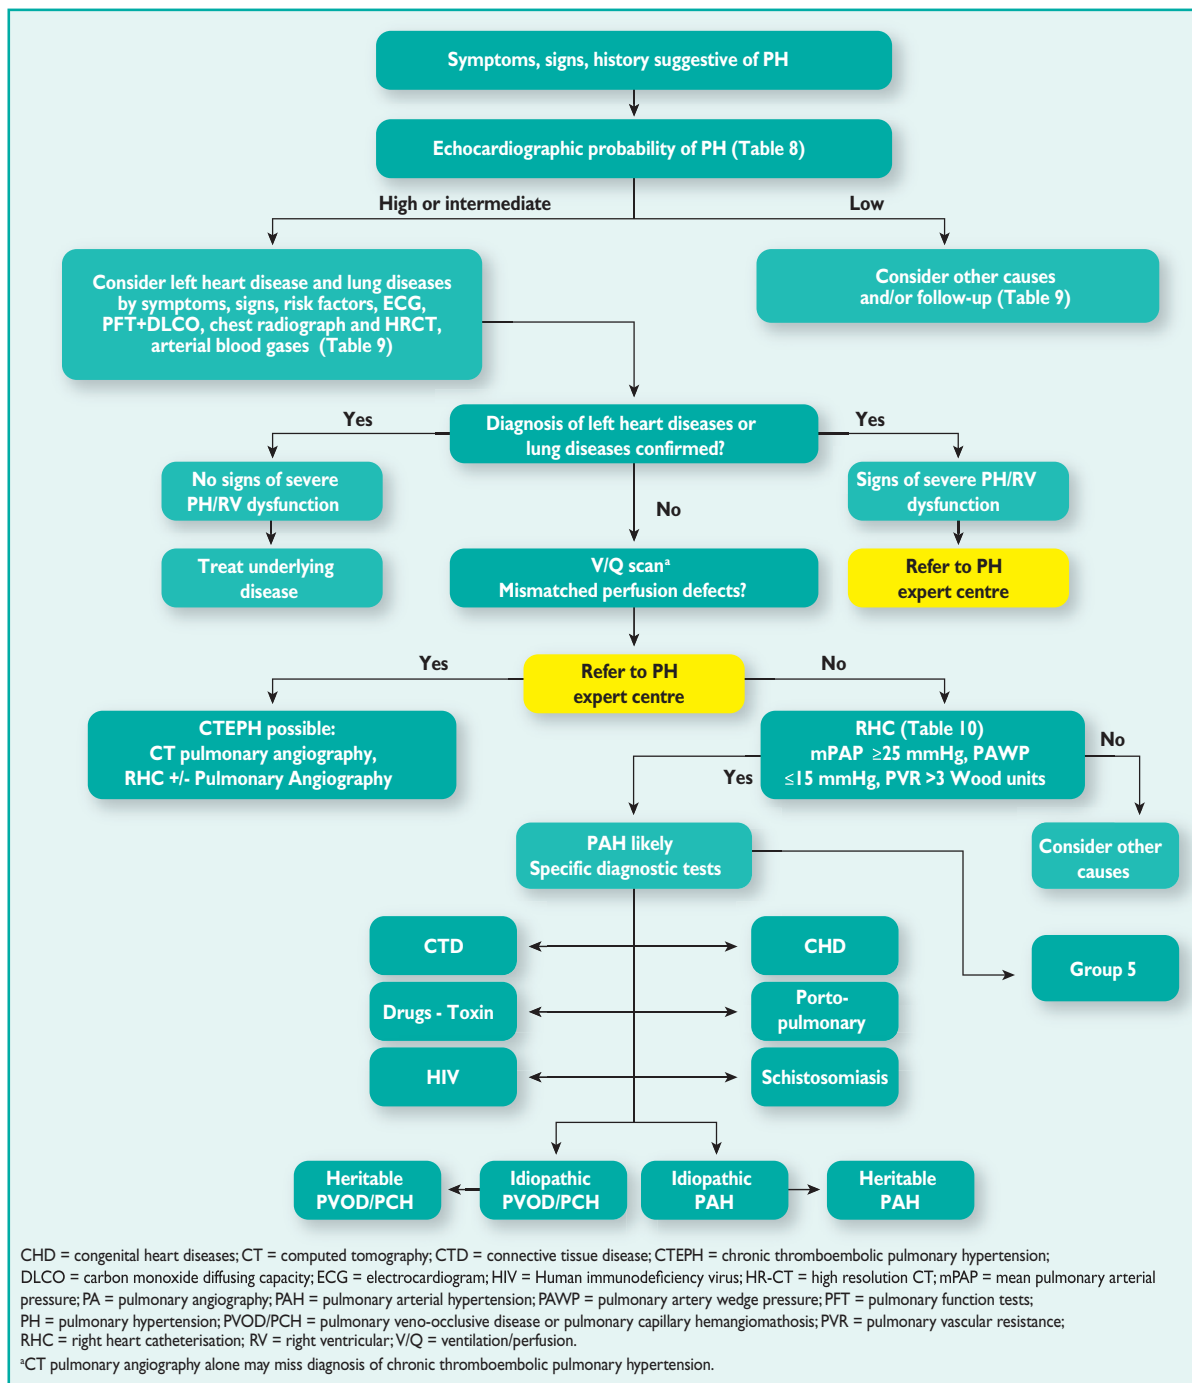 Symptoms, signs, history suggestive of PH
Echocardiographic probability of PH (Table 8)
High or intermediate
Low
Consider left heart disease and lung diseases
by symptoms, signs, risk factors, ECG,
PFT+DLCO, chest radiograph and HRCT,
arterial blood gases (Table 9)
Consider other causes
and/or follow-up (Table 9)
Yes
Diagnosis of left heart diseases or
lung diseases confirmed?
Yes
No signs of severe
PH/RV dysfunction
Signs of severe PH/RV
dysfunction
No
Treat underlying
disease
V/Q scanᵃ
Mismatched perfusion defects?
Refer to PH
expert centre
Yes
Refer to PH
expert centre
No
CTEPH possible:
CT pulmonary angiography,
RHC +/- Pulmonary Angiography
RHC (Table 10)
mPAP ≥25 mmHg, PAWP
≤15 mmHg, PVR >3 Wood units
No
Yes
PAH likely
Specific diagnostic tests
Consider other
causes
CTD
CHD
Group 5
Drugs - Toxin
Porto-
pulmonary
HIV
Schistosomiasis
Heritable
PVOD/PCH
Idiopathic
PVOD/PCH
Idiopathic
PAH
Heritable
PAH
CHD = congenital heart diseases; CT = computed tomography; CTD = connective tissue disease; CTEPH = chronic thromboembolic pulmonary hypertension;
DLCO = carbon monoxide diffusing capacity; ECG = electrocardiogram; HIV = Human immunodeficiency virus; HR-CT = high resolution CT; mPAP = mean pulmonary arterial
pressure; PA = pulmonary angiography; PAH = pulmonary arterial hypertension; PAWP = pulmonary artery wedge pressure; PFT = pulmonary function tests;
PH = pulmonary hypertension; PVOD/PCH = pulmonary veno-occlusive disease or pulmonary capillary hemangiomathosis; PVR = pulmonary vascular resistance;
RHC = right heart catheterisation; RV = right ventricular; V/Q = ventilation/perfusion.
ᵃCT pulmonary angiography alone may miss diagnosis of chronic thromboembolic pulmonary hypertension.